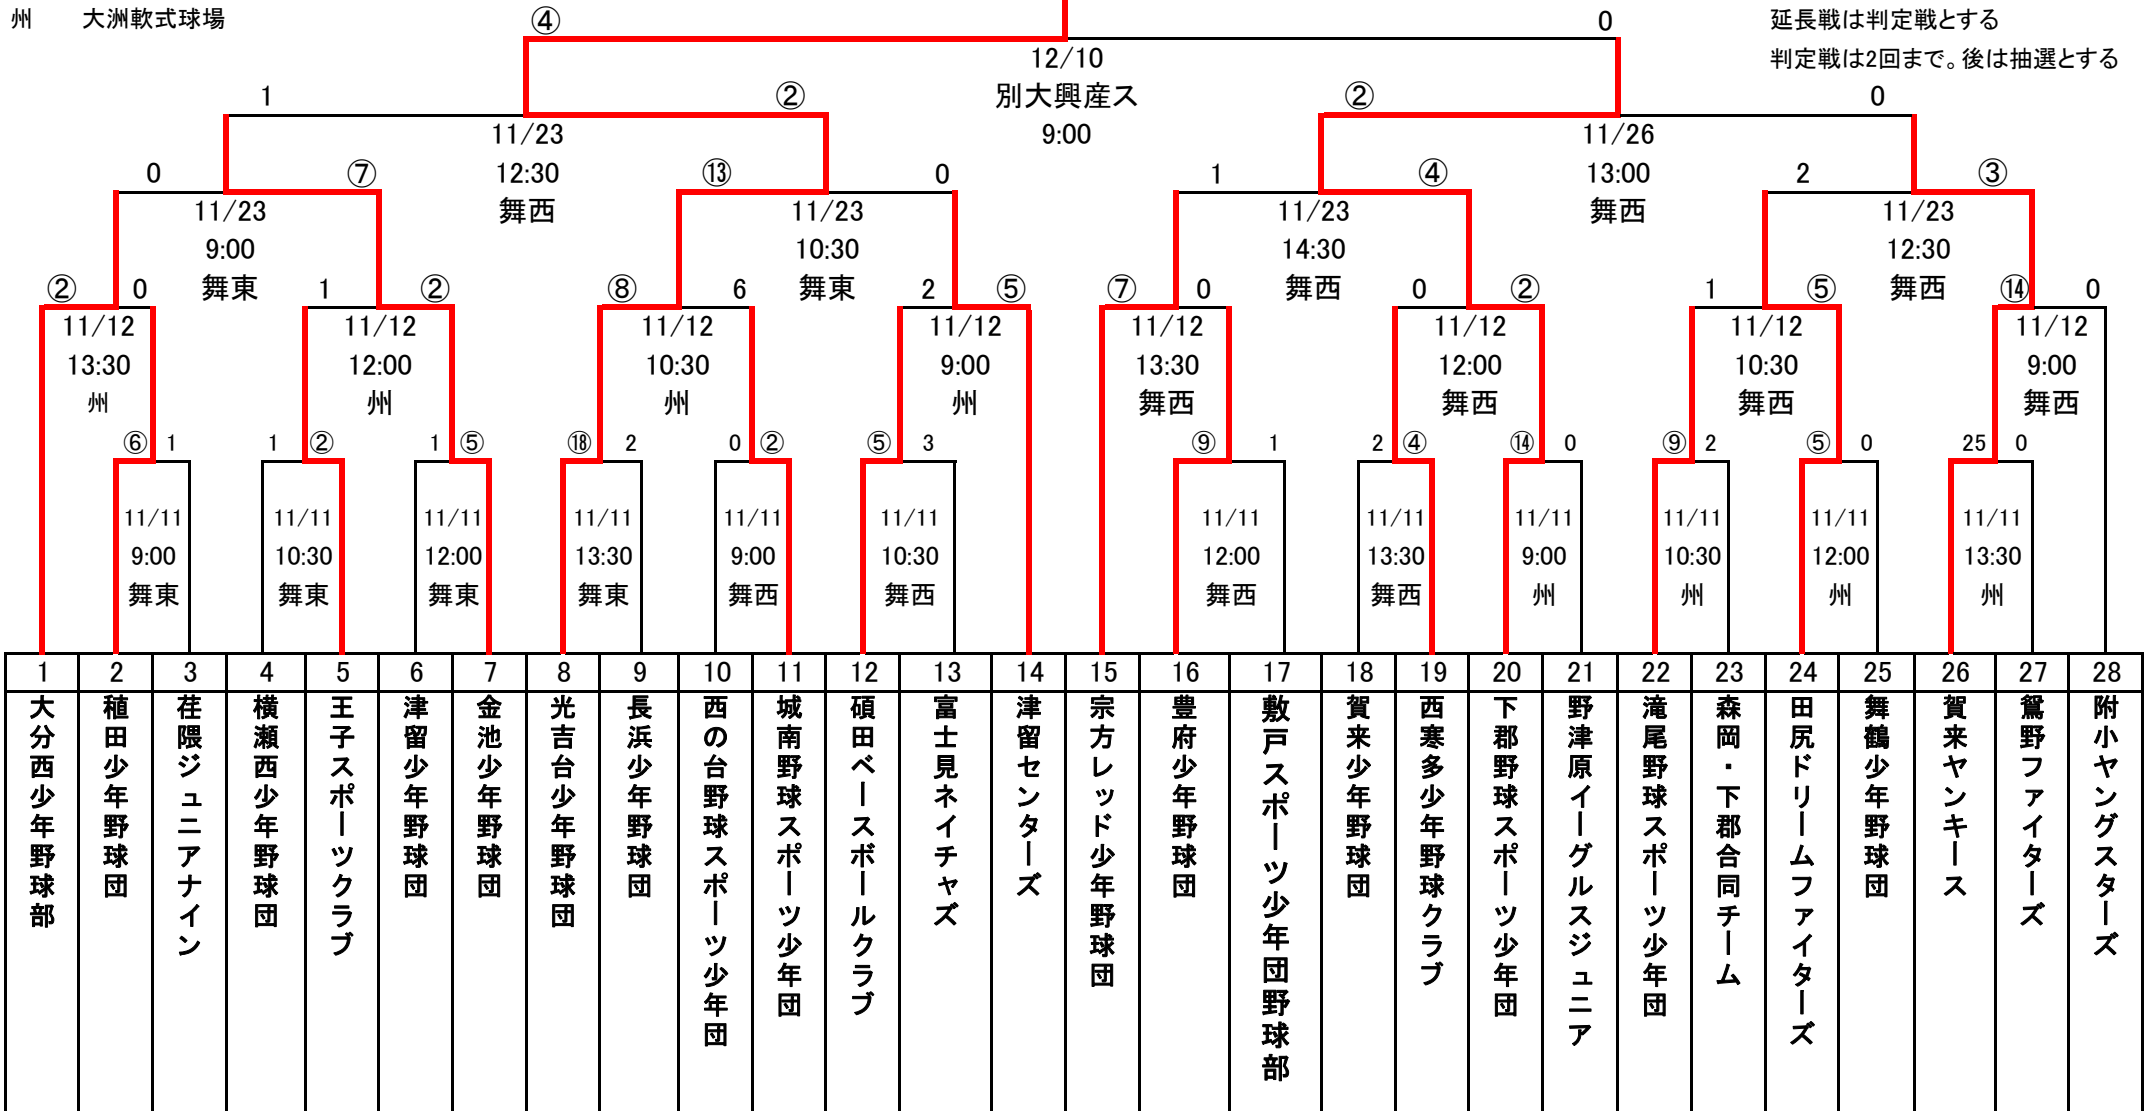 州 大洲軟式球場
④ 0 延長戦は判定戦とする
12/10 判定戦は2回まで。後は抽選とする
1 ② 別大興産ス ② 0
11/23 9:00 11/26
0 ⑦ 12:30 ⑬ 0 1 ④ 13:00 2 ③
11/23 舞西 11/23 11/23 舞西 11/23
9:00 10:30 14:30 12:30
② 0 舞東 1 ② ⑧ 6 舞東 2 ⑤ ⑦ 0 舞西 0 ② 1 ⑤ 舞西 ⑭ 0
11/12 11/12 11/12 11/12 11/12 11/12 11/12 11/12
13:30 12:00 10:30 9:00 13:30 12:00 10:30 9:00
州 州 州 州 舞西 舞西 舞西 舞西
⑥ 1 1 ② 1 ⑤ ⑱ 2 0 ② ⑤ 3 ⑨ 1 2 ④ ⑭ 0 ⑨ 2 ⑤ 0 25 0
11/11 11/11 11/11 11/11 11/11 11/11 11/11 11/11 11/11 11/11 11/11 11/11
9:00 10:30 12:00 13:30 9:00 10:30 12:00 13:30 9:00 10:30 12:00 13:30
舞東 舞東 舞東 舞東 舞西 舞西 舞西 舞西 州 州 州 州
1 2 3 4 5 6 7 8 9 10 11 12 13 14 15 16 17 18 19 20 21 22 23 24 25 26 27 28
大分西少年野球部
稙田少年野球団
荏隈ジュニアナイン
横瀬西少年野球団
王子スポーツクラブ
津留少年野球団
金池少年野球団
光吉台少年野球団
長浜少年野球団
西の台野球スポーツ少年団
城南野球スポーツ少年団
碩田ベースボールクラブ
富士見ネイチャズ
津留センターズ
宗方レッド少年野球団
豊府少年野球団
敷戸スポーツ少年団野球部
賀来少年野球団
西寒多少年野球クラブ
下郡野球スポーツ少年団
野津原イーグルスジュニア
滝尾野球スポーツ少年団
森岡・下郡合同チーム
田尻ドリームファイターズ
舞鶴少年野球団
賀来ヤンキース
鴛野ファイターズ
附小ヤングスターズ